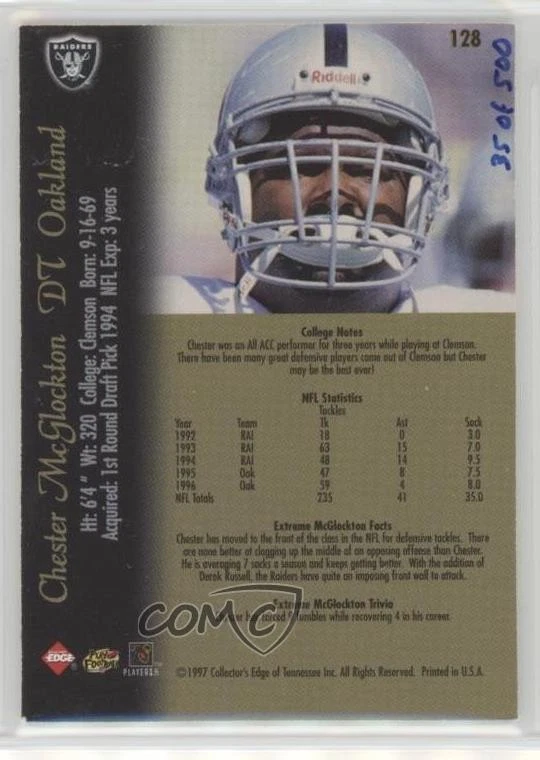 RAIDERS
Riddell
128
35 of 500
Chester McGlockton DT Oakland
Ht: 6'4" Wt: 320 College: Clemson Born: 9-16-69
Acquired: 1st Round Draft Pick 1994 NFL Exp: 3 years
College Notes
Chester was an All ACC performer for three years while playing at Clemson.
There have been many great defensive players come out of Clemson but Chester
may be the best ever!
NFL Statistics
Tackles
Year Team Tk Ast Sack
1992 RAI 18 0 3.0
1993 RAI 63 15 7.0
1994 RAI 48 14 9.5
1995 Oak 47 8 7.5
1996 Oak 59 4 8.0
NFL Totals 235 41 35.0
Extreme McGlockton Facts
Chester has moved to the front of the class in the NFL for defensive tackles. There
are none better at clogging up the middle of an opposing offense than Chester.
He is averaging 7 sacks a season and keeps getting better. With the addition of
Derek Russell, the Raiders have quite an imposing front wall to attack.
Extreme McGlockton Trivia
has forced fumbles while recovering 4 in his career.
COMC
EDGE
PLAY FOOTBALL
PLAYERS
©1997 Collector's Edge of Tennessee Inc. All Rights Reserved. Printed in U.S.A.